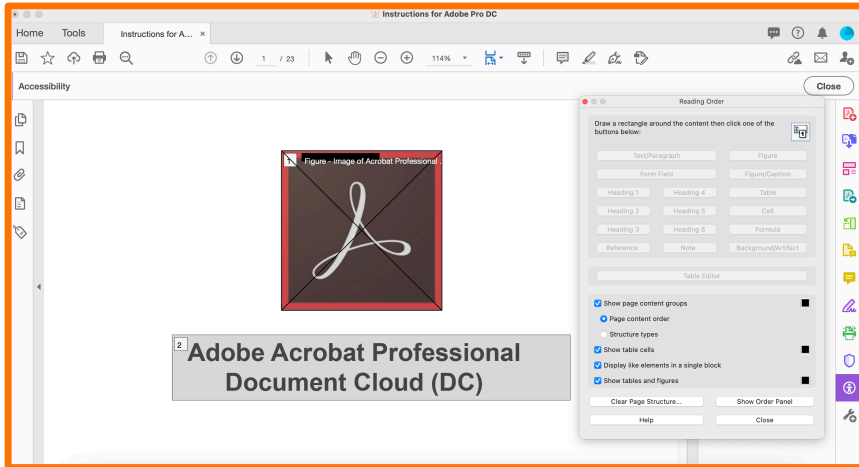 Instructions for Adobe Pro DC
Home Tools Instructions for A... ×
1 / 23 114%
Accessibility Close
1 Figure - Image of Acrobat Professional .
2 Adobe Acrobat Professional
Document Cloud (DC)
Reading Order
Draw a rectangle around the content then click one of the
buttons below:
Text/Paragraph Figure
Form Field Figure/Caption
Heading 1 Heading 4 Table
Heading 2 Heading 5 Cell
Heading 3 Heading 6 Formula
Reference Note Background/Artifact
Table Editor
Show page content groups
Page content order
Structure types
Show table cells
Display like elements in a single block
Show tables and figures
Clear Page Structure... Show Order Panel
Help Close